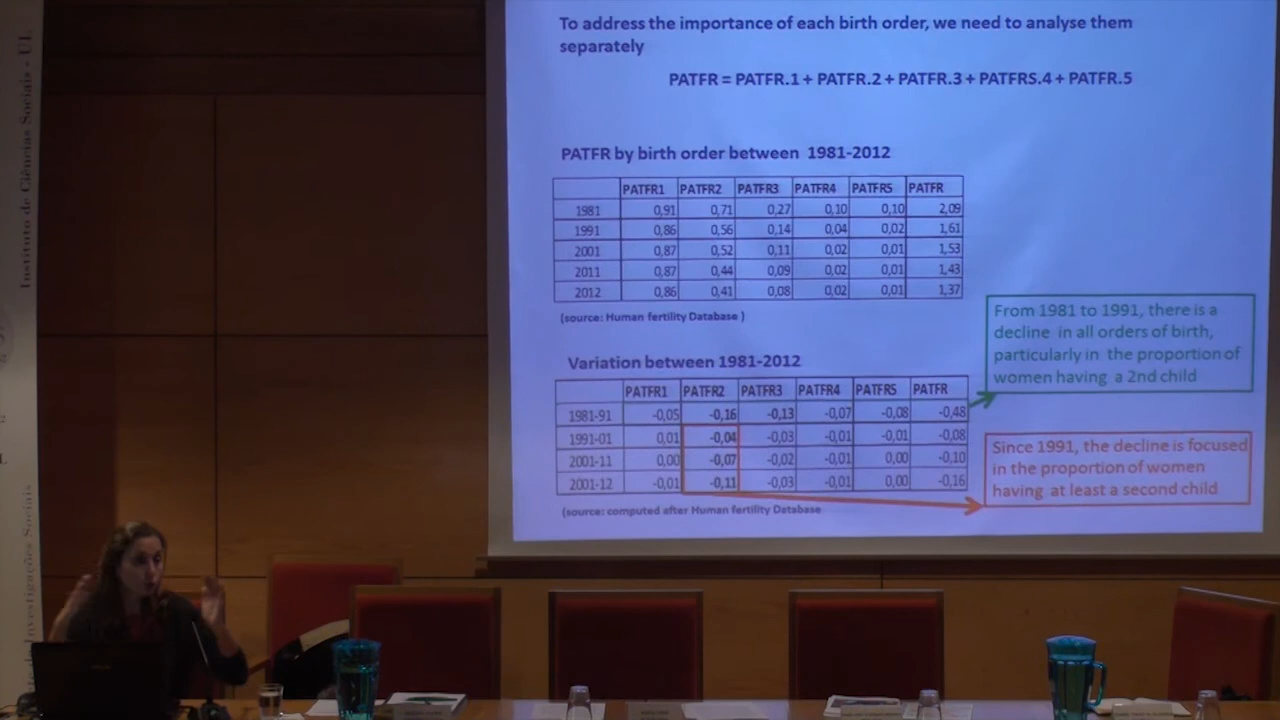 Instituto de Ciências Sociais - UL
To address the importance of each birth order, we need to analyse them
separately
PATFR = PATFR.1 + PATFR.2 + PATFR.3 + PATFRS.4 + PATFR.5
PATFR by birth order between 1981-2012
PATFR1 PATFR2 PATFR3 PATFR4 PATFR5 PATFR
1981 0,91 0,71 0,27 0,10 0,10 2,09
1991 0,86 0,56 0,14 0,04 0,02 1,61
2001 0,87 0,52 0,11 0,02 0,01 1,53
2011 0,87 0,44 0,09 0,02 0,01 1,43
2012 0,86 0,41 0,08 0,02 0,01 1,37
(source: Human fertility Database )
Variation between 1981-2012
PATFR1 PATFR2 PATFR3 PATFR4 PATFR5 PATFR
1981-91 -0,05 -0,16 -0,13 -0,07 -0,08 -0,48
1991-01 0,01 -0,04 -0,03 -0,01 -0,01 -0,08
2001-11 0,00 -0,07 -0,02 -0,01 0,00 -0,10
2001-12 -0,01 -0,11 -0,03 -0,01 0,00 -0,16
(source: computed after Human fertility Database
From 1981 to 1991, there is a
decline in all orders of birth,
particularly in the proportion of
women having a 2nd child
Since 1991, the decline is focused
in the proportion of women
having at least a second child
Investigações Sociais